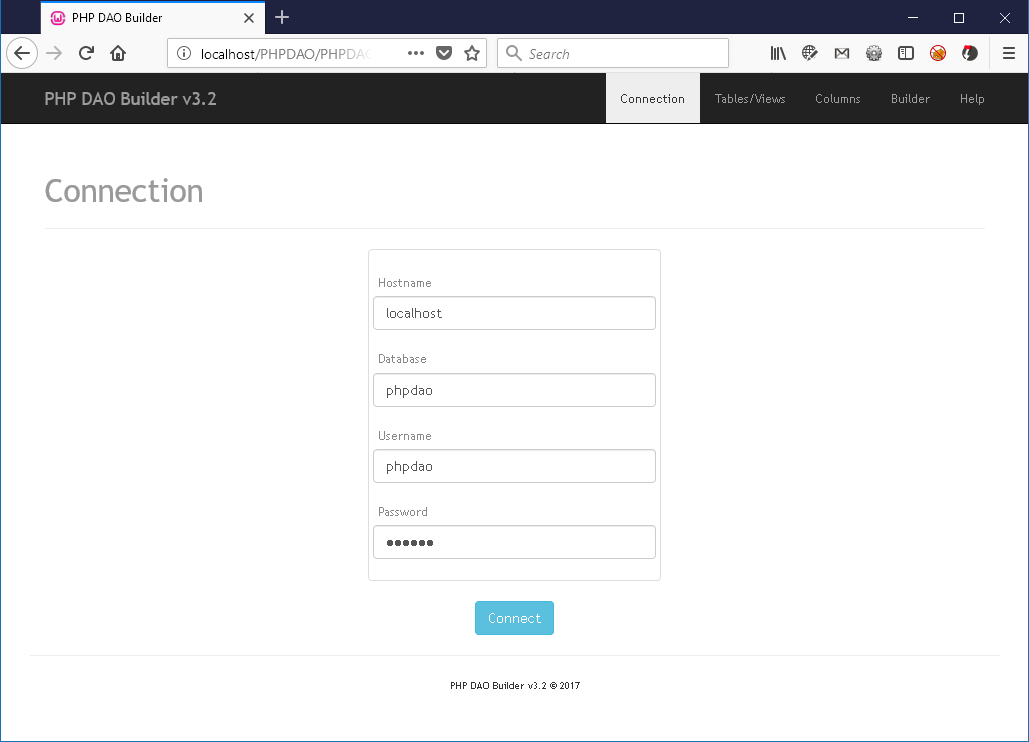 PHP DAO Builder
localhost/PHPDAO/PHPDAO
Search
PHP DAO Builder v3.2
Connection
Tables/Views
Columns
Builder
Help
Connection
Hostname
localhost
Database
phpdao
Username
phpdao
Password
••••••
Connect
PHP DAO Builder v3.2 © 2017